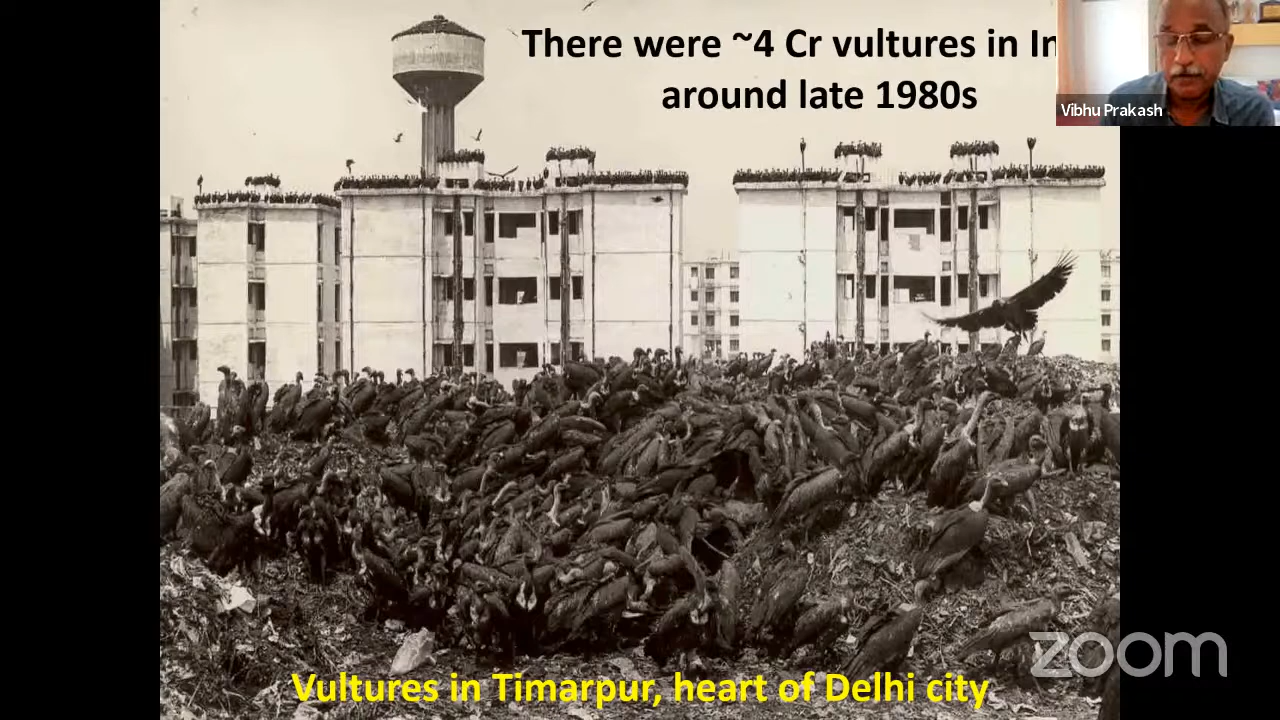 There were ~4 Cr vultures in
around late 1980s
Vibhu Prakash
Vultures in Timarpur, heart of Delhi city
zoom